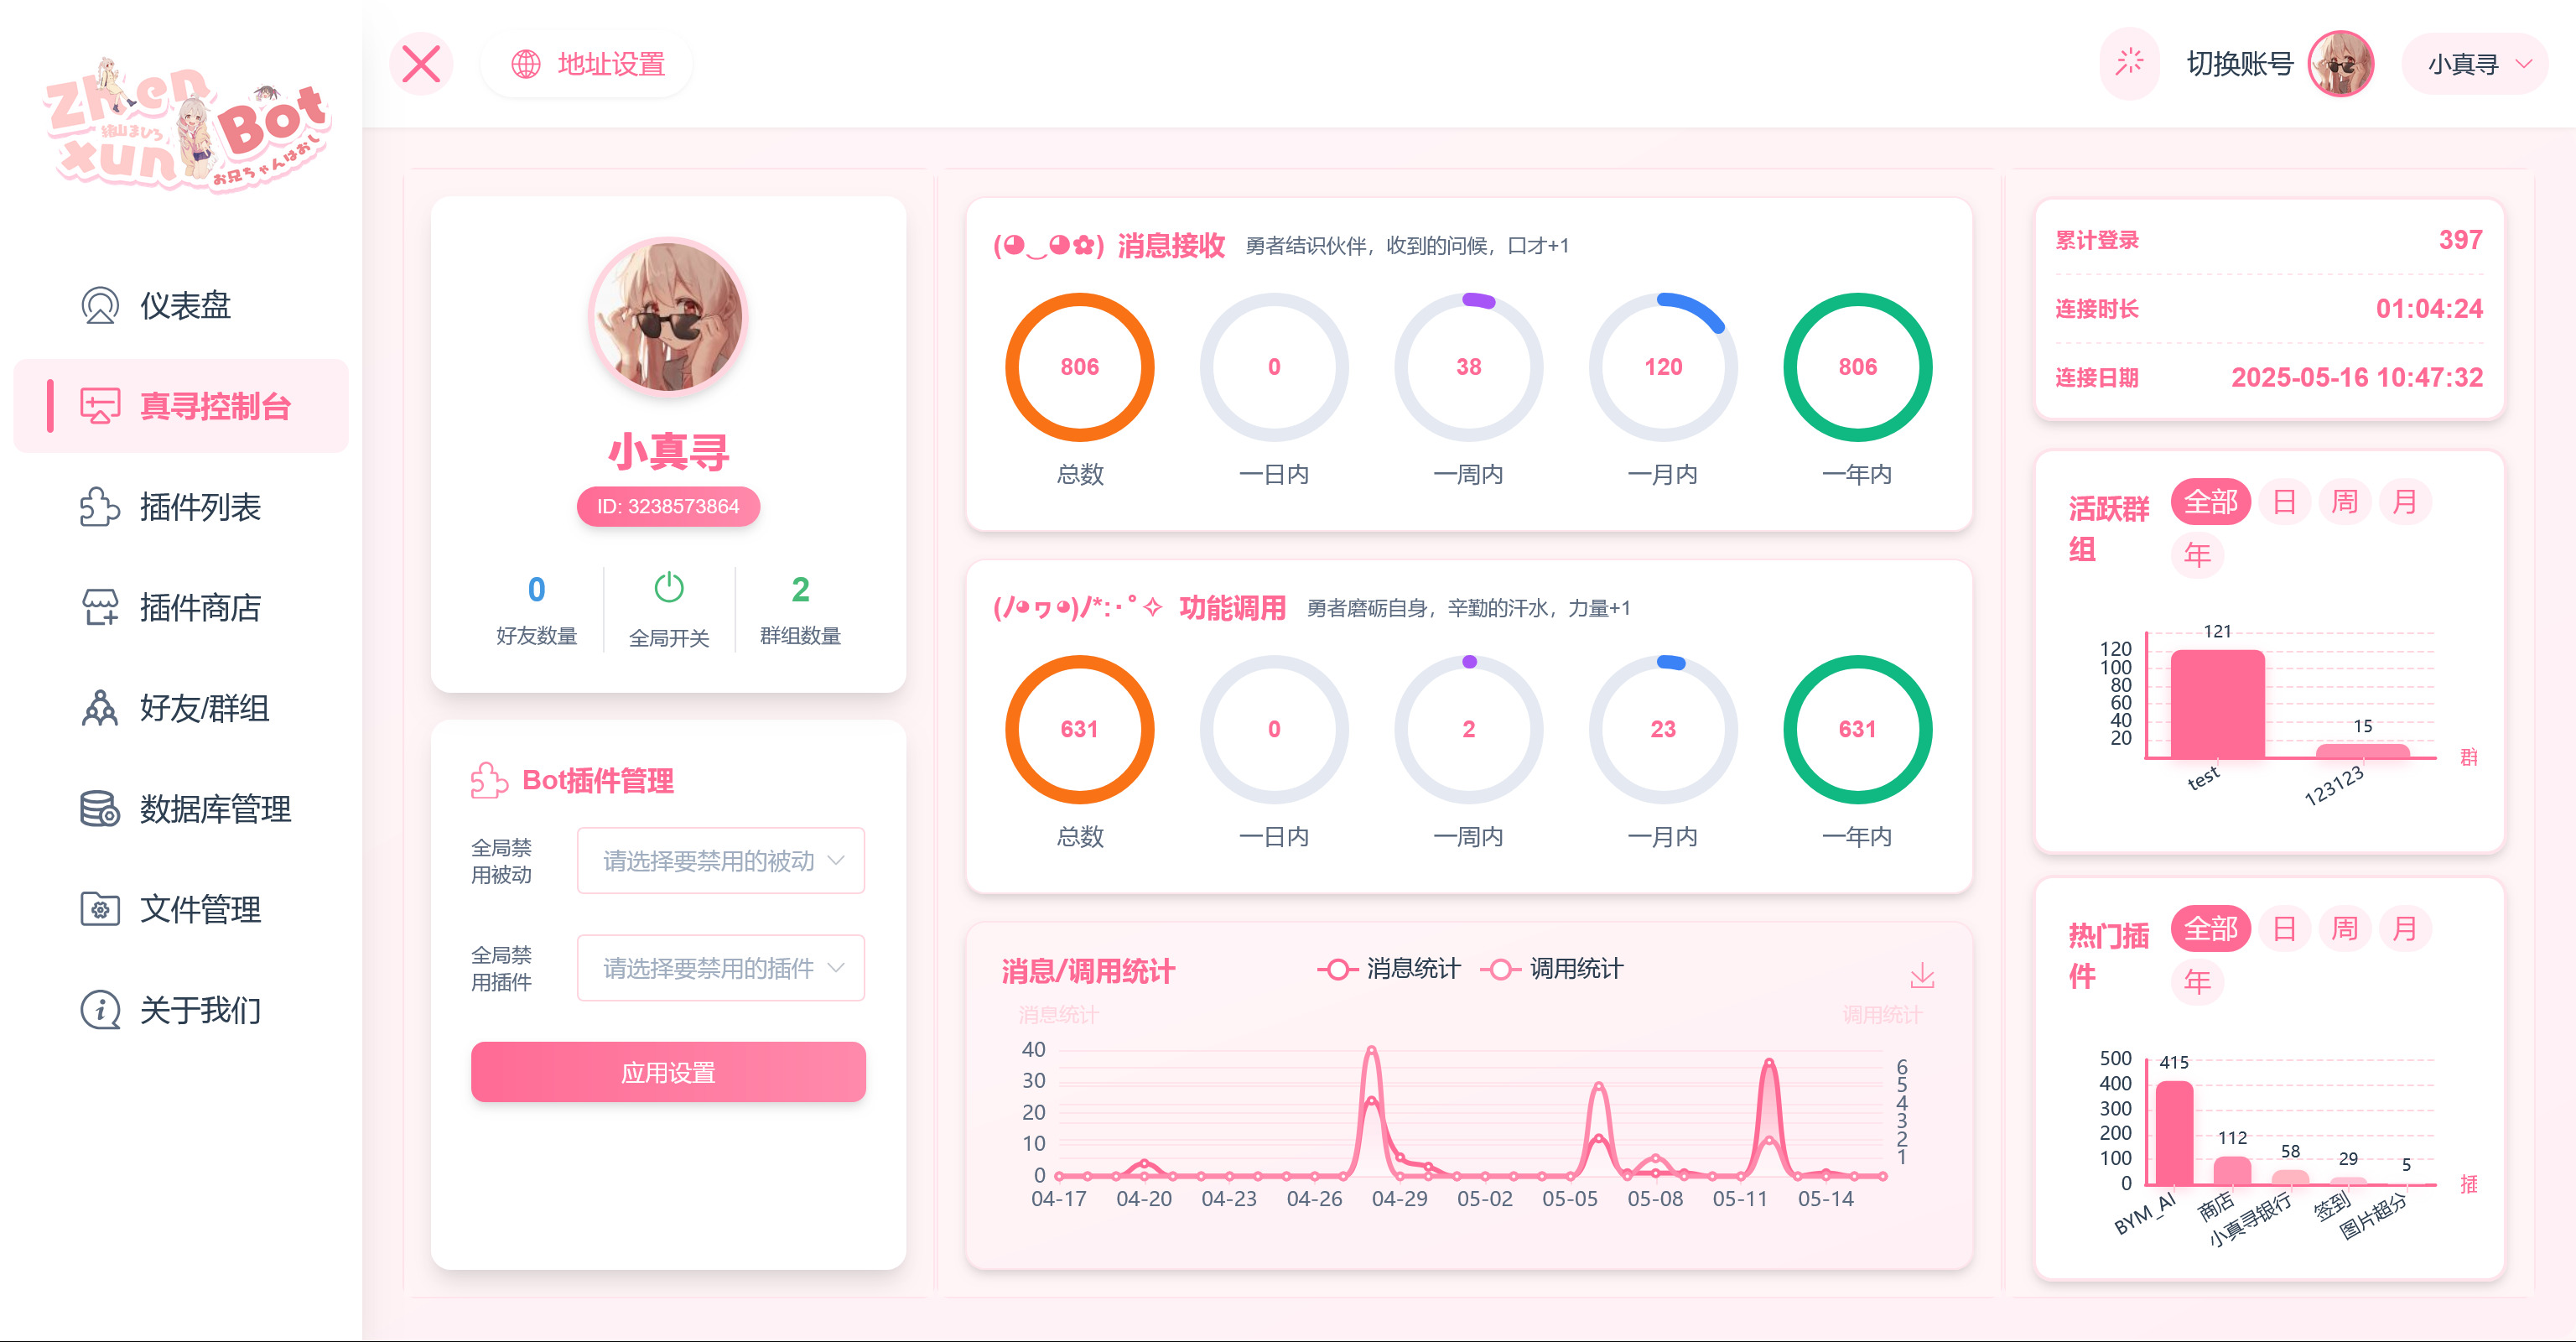 Zhen
xun
Bot
緒山まひろ
お兄ちゃんはおし
仪表盘
真寻控制台
插件列表
插件商店
好友/群组
数据库管理
文件管理
关于我们
地址设置
切换账号
小真寻
小真寻
ID: 3238573864
0
2
好友数量
全局开关
群组数量
Bot插件管理
全局禁
用被动
请选择要禁用的被动
全局禁
用插件
请选择要禁用的插件
应用设置
(◕‿◕✿) 消息接收 勇者结识伙伴，收到的问候，口才+1
806 0 38 120 806
总数 一日内 一周内 一月内 一年内
(ﾉ◕ヮ◕)ﾉ*:･ﾟ✧ 功能调用 勇者磨砺自身，辛勤的汗水，力量+1
631 0 2 23 631
总数 一日内 一周内 一月内 一年内
消息/调用统计
消息统计 调用统计
消息统计 调用统计
40
30
20
10
0
6
5
4
3
2
1
04-17 04-20 04-23 04-26 04-29 05-02 05-05 05-08 05-11 05-14
累计登录 397
连接时长 01:04:24
连接日期 2025-05-16 10:47:32
活跃群
组
全部 日 周 月
年
120
100
80
60
40
20
121
15
test
123123
群
热门插
件
全部 日 周 月
年
500
400
300
200
100
0
415
112
58
29
5
BYM_AI
商店
小真寻银行
签到
图片超分
插